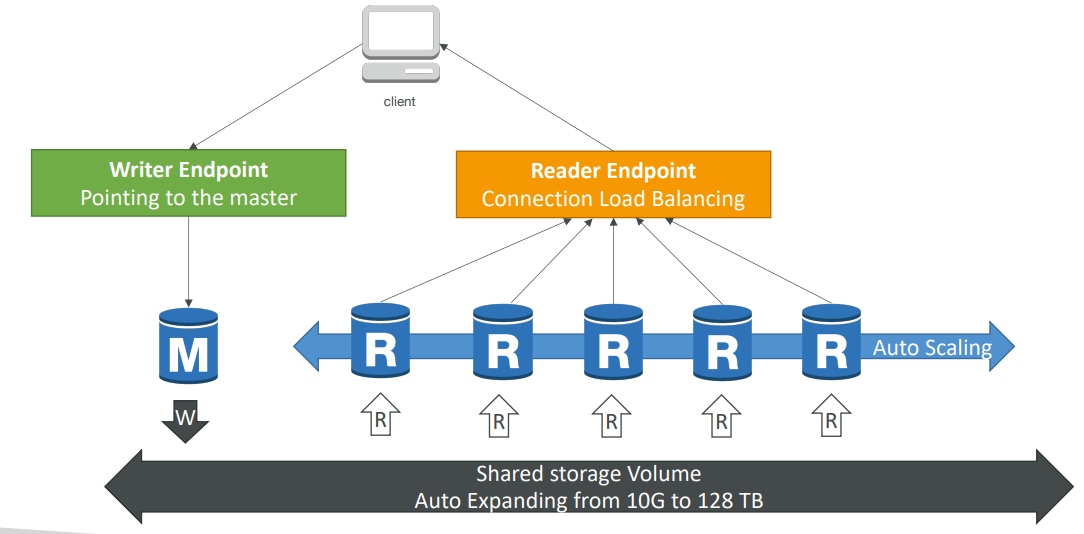 client
Writer Endpoint
Pointing to the master
Reader Endpoint
Connection Load Balancing
M
R
R
R
R
R
Auto Scaling
W
R
R
R
R
R
Shared storage Volume
Auto Expanding from 10G to 128 TB